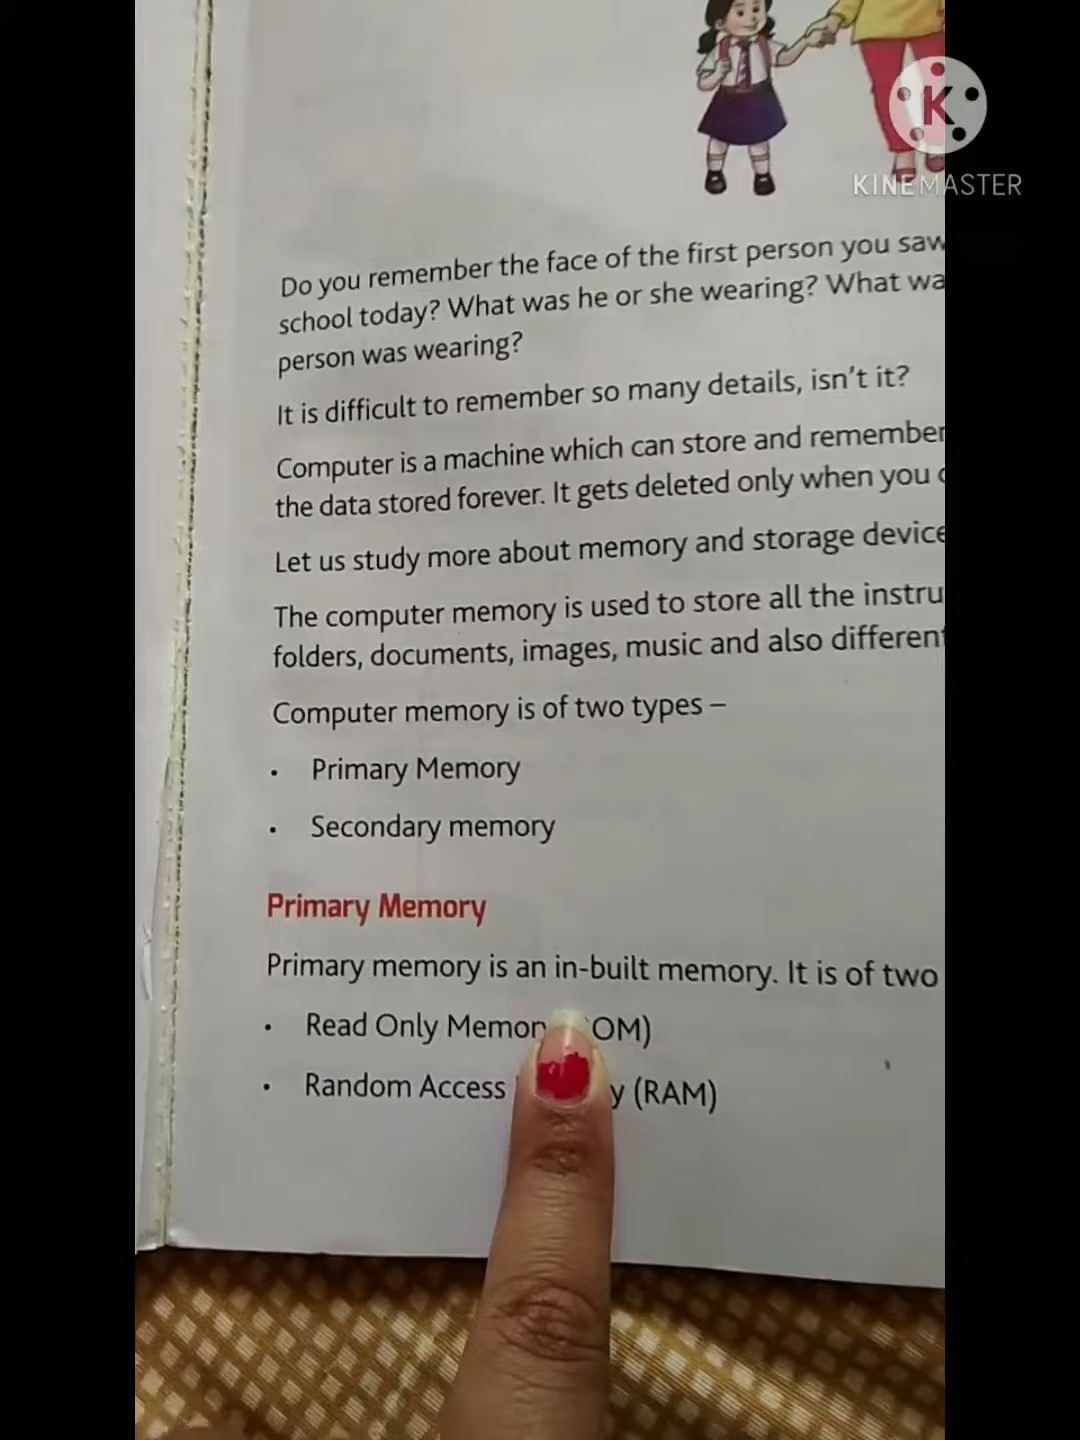 KINEMASTER
Do you remember the face of the first person you saw
school today? What was he or she wearing? What wa
person was wearing?
It is difficult to remember so many details, isn't it?
Computer is a machine which can store and remember
the data stored forever. It gets deleted only when you
Let us study more about memory and storage device
The computer memory is used to store all the instru
folders, documents, images, music and also different
Computer memory is of two types –
• Primary Memory
• Secondary memory
Primary Memory
Primary memory is an in-built memory. It is of two
• Read Only Memor OM)
• Random Access y (RAM)